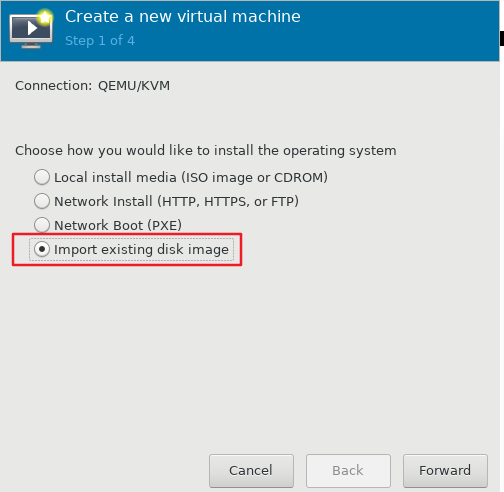 Create a new virtual machine
Step 1 of 4
Connection: QEMU/KVM
Choose how you would like to install the operating system
Local install media (ISO image or CDROM)
Network Install (HTTP, HTTPS, or FTP)
Network Boot (PXE)
Import existing disk image
Cancel Back Forward